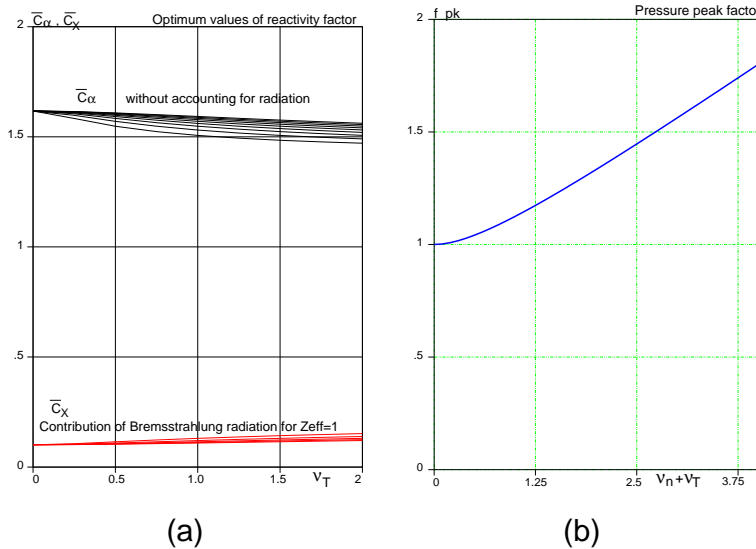 C̅α , C̅X Optimum values of reactivity factor
2
C̅α without accounting for radiation
1.5
1
.5
C̅X
Contribution of Bremsstrahlung radiation for Zeff=1
0
0 0.5 1.0 1.5 νT 2
(a)
f_pk Pressure peak factor
2
1.5
1
.5
0
0 1.25 2.5 νn+νT 3.75
(b)